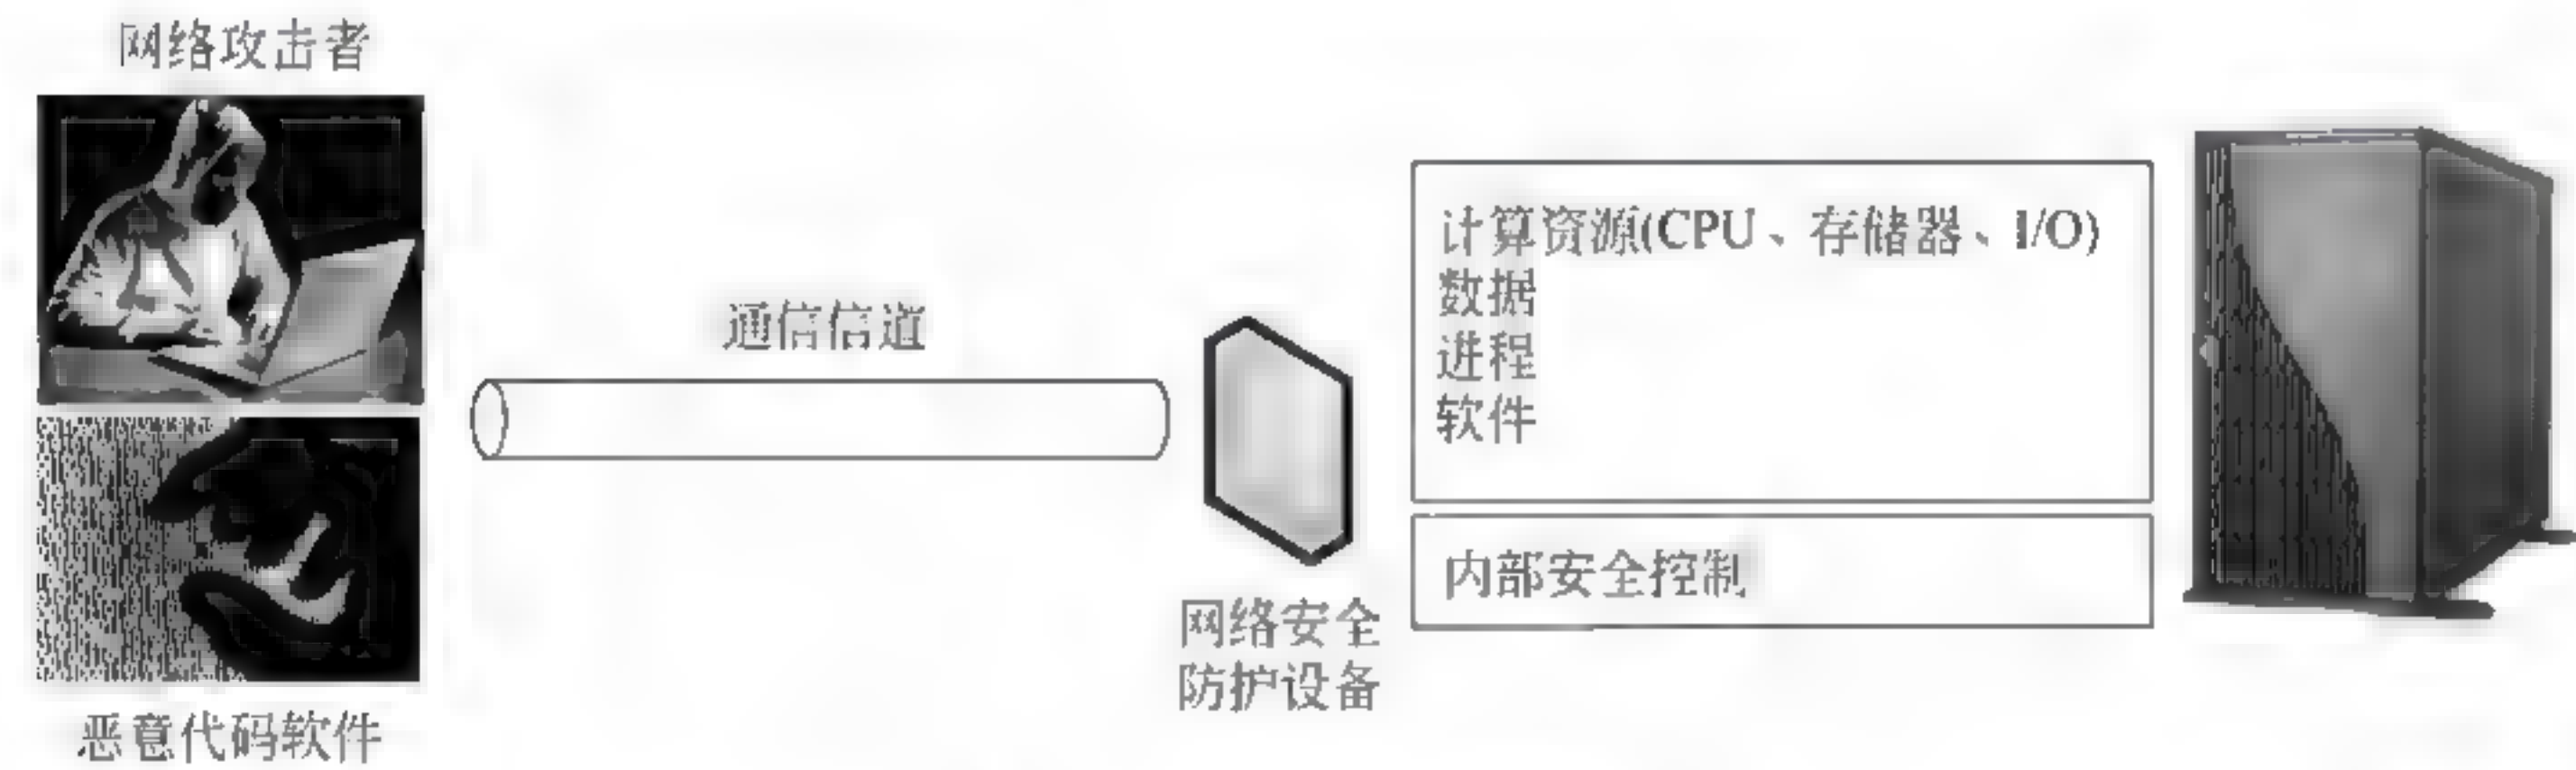 网络攻击者
恶意代码软件
通信信道
网络安全
防护设备
计算资源(CPU、存储器、I/O)
数据
进程
软件
内部安全控制